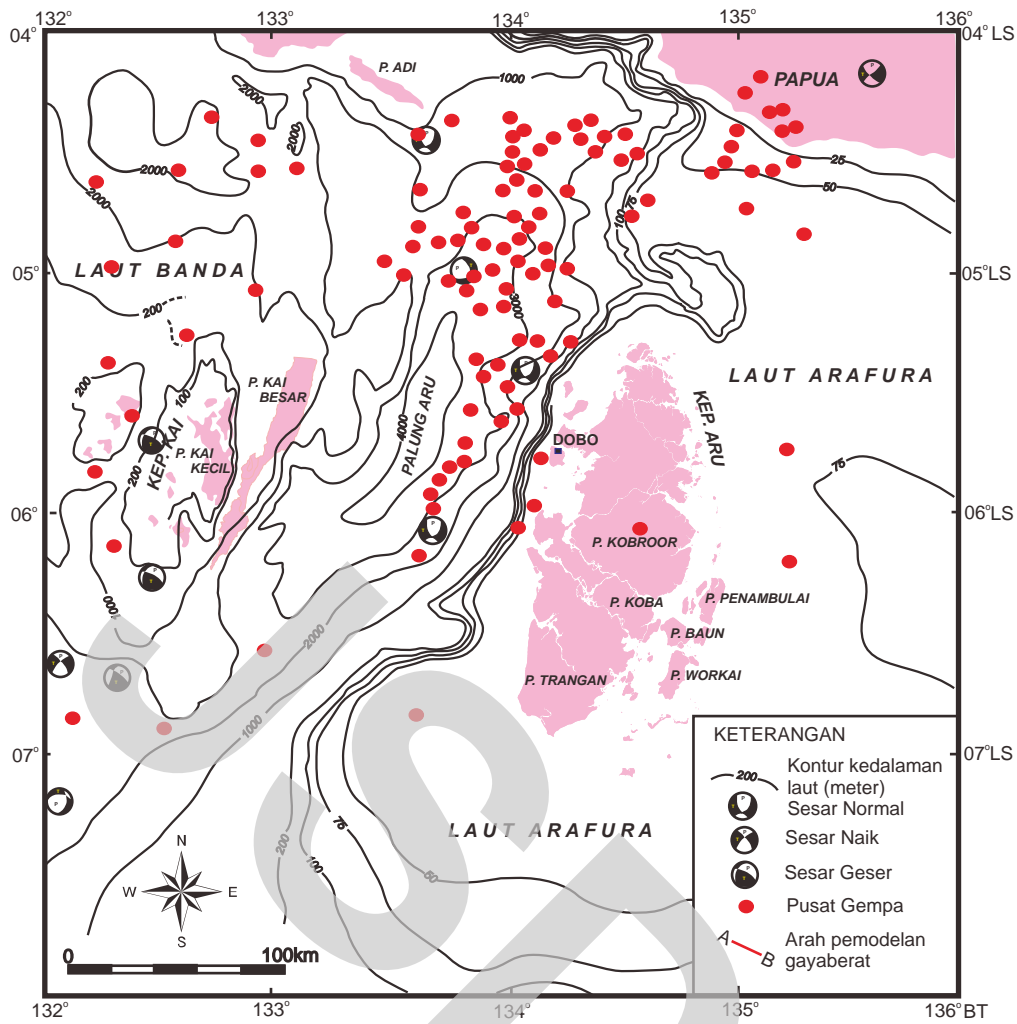 132° 133° 134° 135° 136°
04° 04° LS
P. ADI
PAPUA
1000
2000
2000
2000
2000
25
50
100 75
LAUT BANDA
05° 05°LS
3000
200
200
100
P. KAI
BESAR
LAUT ARAFURA
4000
PALUNG ARU
KEP. ARU
KEP. KAI
P. KAI
KECIL
200
DOBO
75
06° 06°LS
P. KOBROOR
P. KOBA
P. PENAMBULAI
P. BAUN
P. WORKAI
P. TRANGAN
2000
1000
07° 07°LS
LAUT ARAFURA
75
200
100
50
N
W E
S
0 100km
KETERANGAN
200 Kontur kedalaman
laut (meter)
Sesar Normal
Sesar Naik
Sesar Geser
Pusat Gempa
A B Arah pemodelan
gayaberat
132° 133° 134° 135° 136°BT